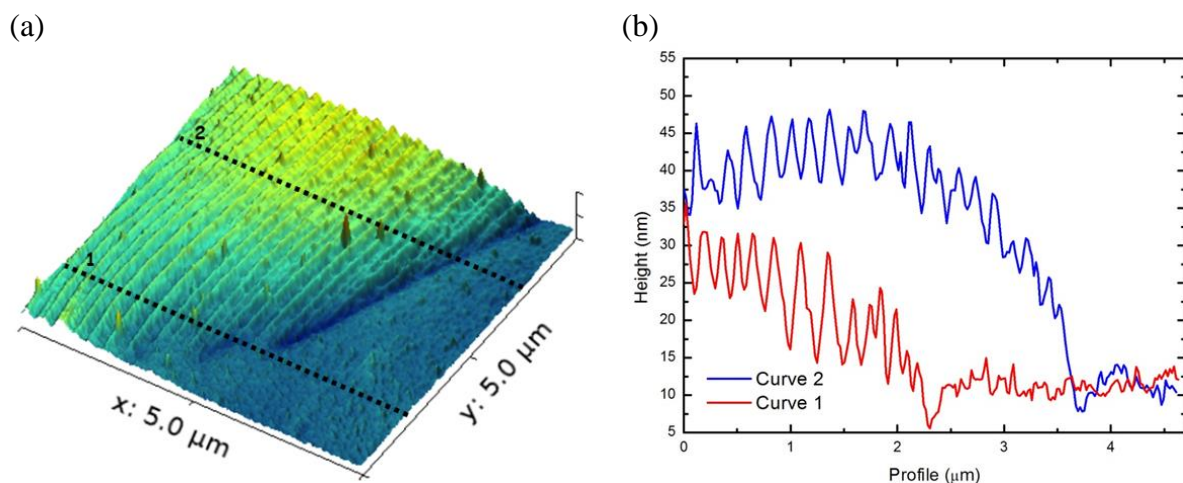 (a)
2
1
x: 5.0 μm
y: 5.0 μm
(b)
55
50
45
40
35
30
25
20
15
10
5
Height (nm)
Curve 2
Curve 1
0
1
2
3
4
Profile (μm)